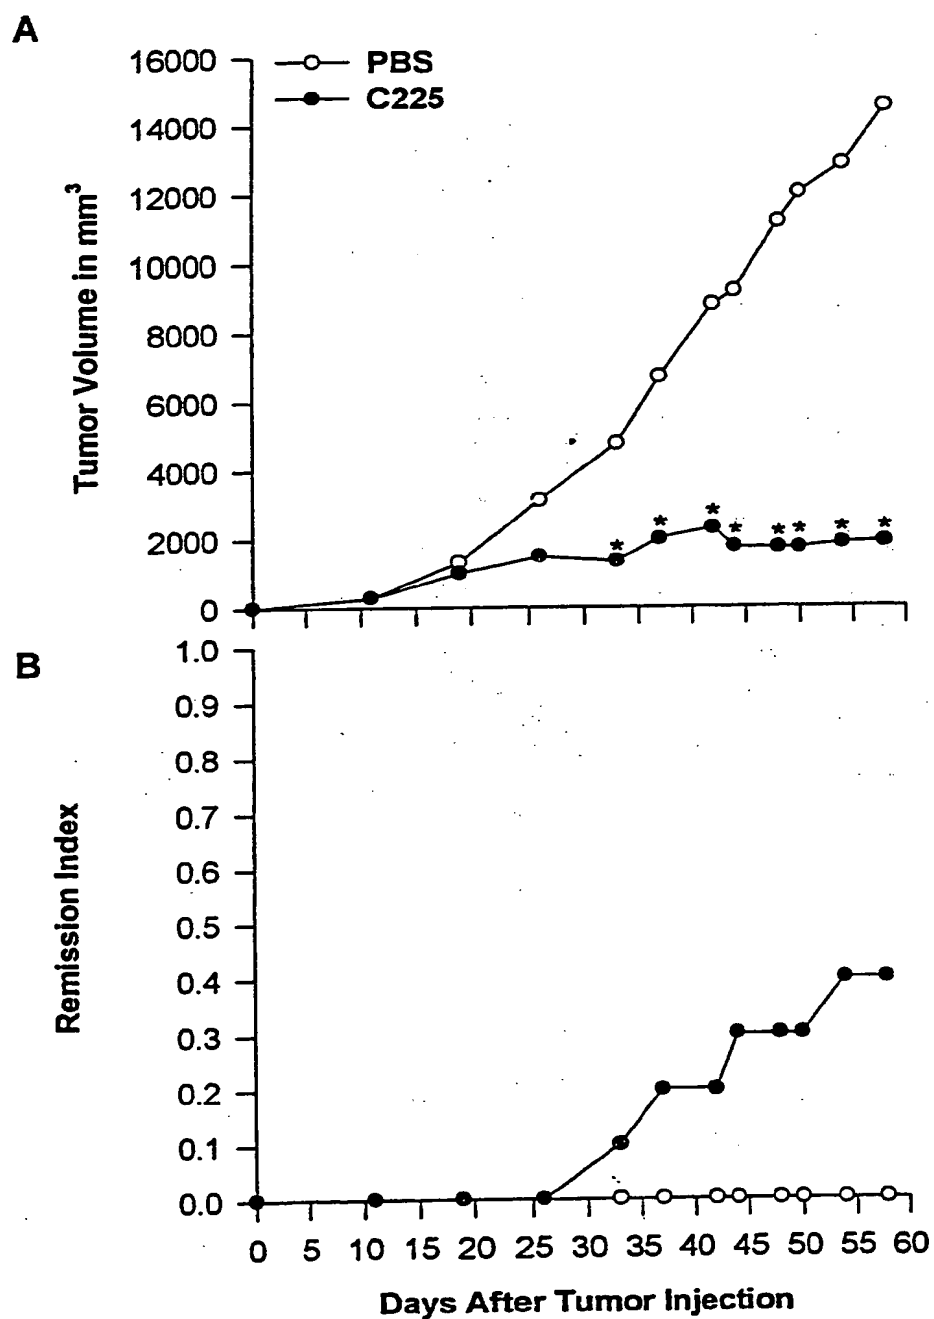 A
PBS
C225
16000
14000
12000
10000
8000
6000
4000
2000
0
Tumor Volume in mm³
* * * * * * * *
B
1.0
0.9
0.8
0.7
0.6
0.5
0.4
0.3
0.2
0.1
0.0
Remission Index
0 5 10 15 20 25 30 35 40 45 50 55 60
Days After Tumor Injection